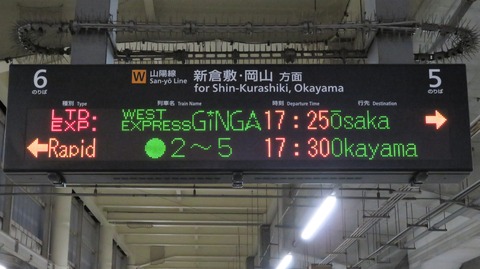 6 のりば
W 山陽線 San-yō Line 新倉敷・岡山 方面 for Shin-Kurashiki, Okayama
5 のりば
種別 Type 列車名 Train Name 時刻 Departure Time 行先 Destination
LTD. EXP: WEST EXPRESS GINGA 17:25 Ōsaka →
← Rapid ●2～5 17:30 Okayama